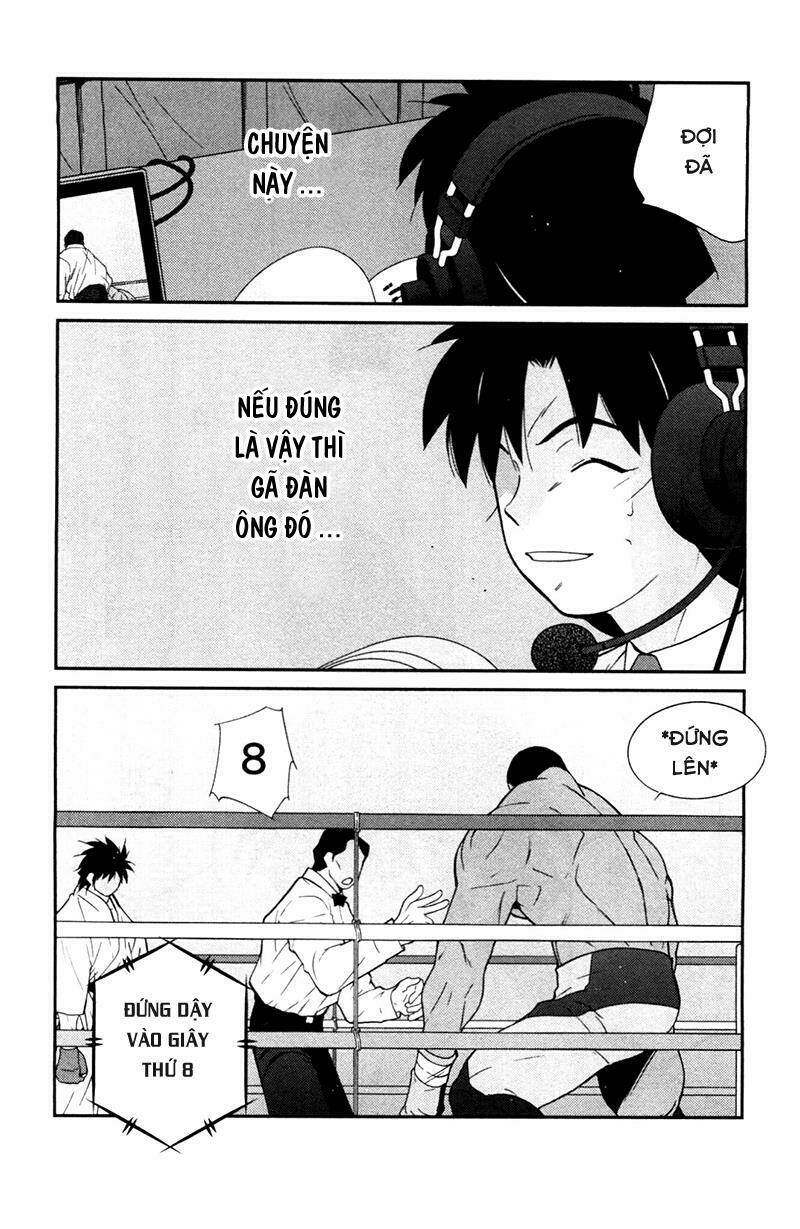 ĐỢI
ĐÃ
CHUYỆN
NÀY ...
NẾU ĐÚNG
LÀ VẬY THÌ
GÃ ĐÀN
ÔNG ĐÓ ...
8
*ĐỨNG
LÊN*
ĐỨNG DẬY
VÀO GIÂY
THỨ 8